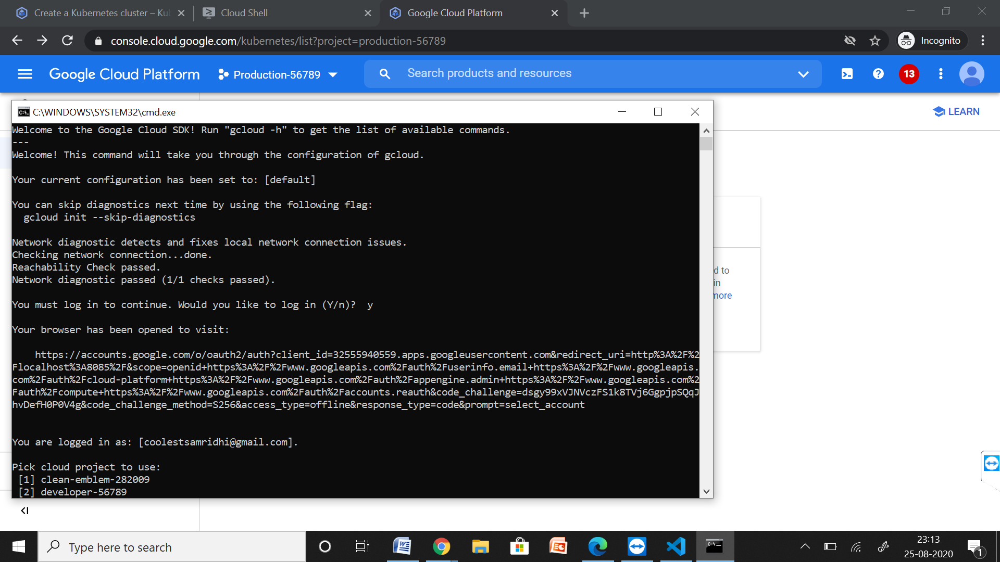 Create a Kubernetes cluster – Kul
Cloud Shell
Google Cloud Platform
console.cloud.google.com/kubernetes/list?project=production-56789
Incognito
Google Cloud Platform
Production-56789
Search products and resources
13
LEARN
C:\WINDOWS\SYSTEM32\cmd.exe
Welcome to the Google Cloud SDK! Run "gcloud -h" to get the list of available commands.
---
Welcome! This command will take you through the configuration of gcloud.
Your current configuration has been set to: [default]
You can skip diagnostics next time by using the following flag:
gcloud init --skip-diagnostics
Network diagnostic detects and fixes local network connection issues.
Checking network connection...done.
Reachability Check passed.
Network diagnostic passed (1/1 checks passed).
You must log in to continue. Would you like to log in (Y/n)?  y
Your browser has been opened to visit:
https://accounts.google.com/o/oauth2/auth?client_id=32555940559.apps.googleusercontent.com&redirect_uri=http%3A%2F%2
Flocalhost%3A8085%2F&scope=openid+https%3A%2F%2Fwww.googleapis.com%2Fauth%2Fuserinfo.email+https%3A%2F%2Fwww.googleapis.
com%2Fauth%2Fcloud-platform+https%3A%2F%2Fwww.googleapis.com%2Fauth%2Fappengine.admin+https%3A%2F%2Fwww.googleapis.com%2
Fauth%2Fcompute+https%3A%2F%2Fwww.googleapis.com%2Fauth%2Faccounts.reauth&code_challenge=dsgy99xVJNVczFS1k8TVj6GgpjpSQqJ
hvDefH0P0V4g&code_challenge_method=S256&access_type=offline&response_type=code&prompt=select_account
You are logged in as: [coolestsamridhi@gmail.com].
Pick cloud project to use:
[1] clean-emblem-282009
[2] developer-56789
d to
in
more
Type here to search
23:13
25-08-2020
1